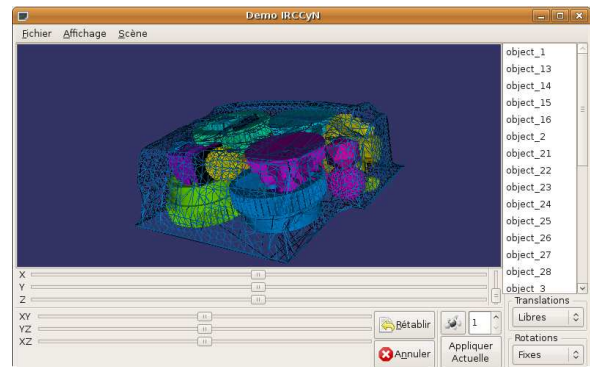 Demo IRCCyN
Fichier Affichage Scène
object_1
object_13
object_14
object_15
object_16
object_2
object_21
object_22
object_23
object_24
object_25
object_26
object_27
object_28
object_3
X
Y
Z
XY
YZ
XZ
Rétablir
Annuler
1
Appliquer
Actuelle
Translations
Libres
Rotations
Fixes